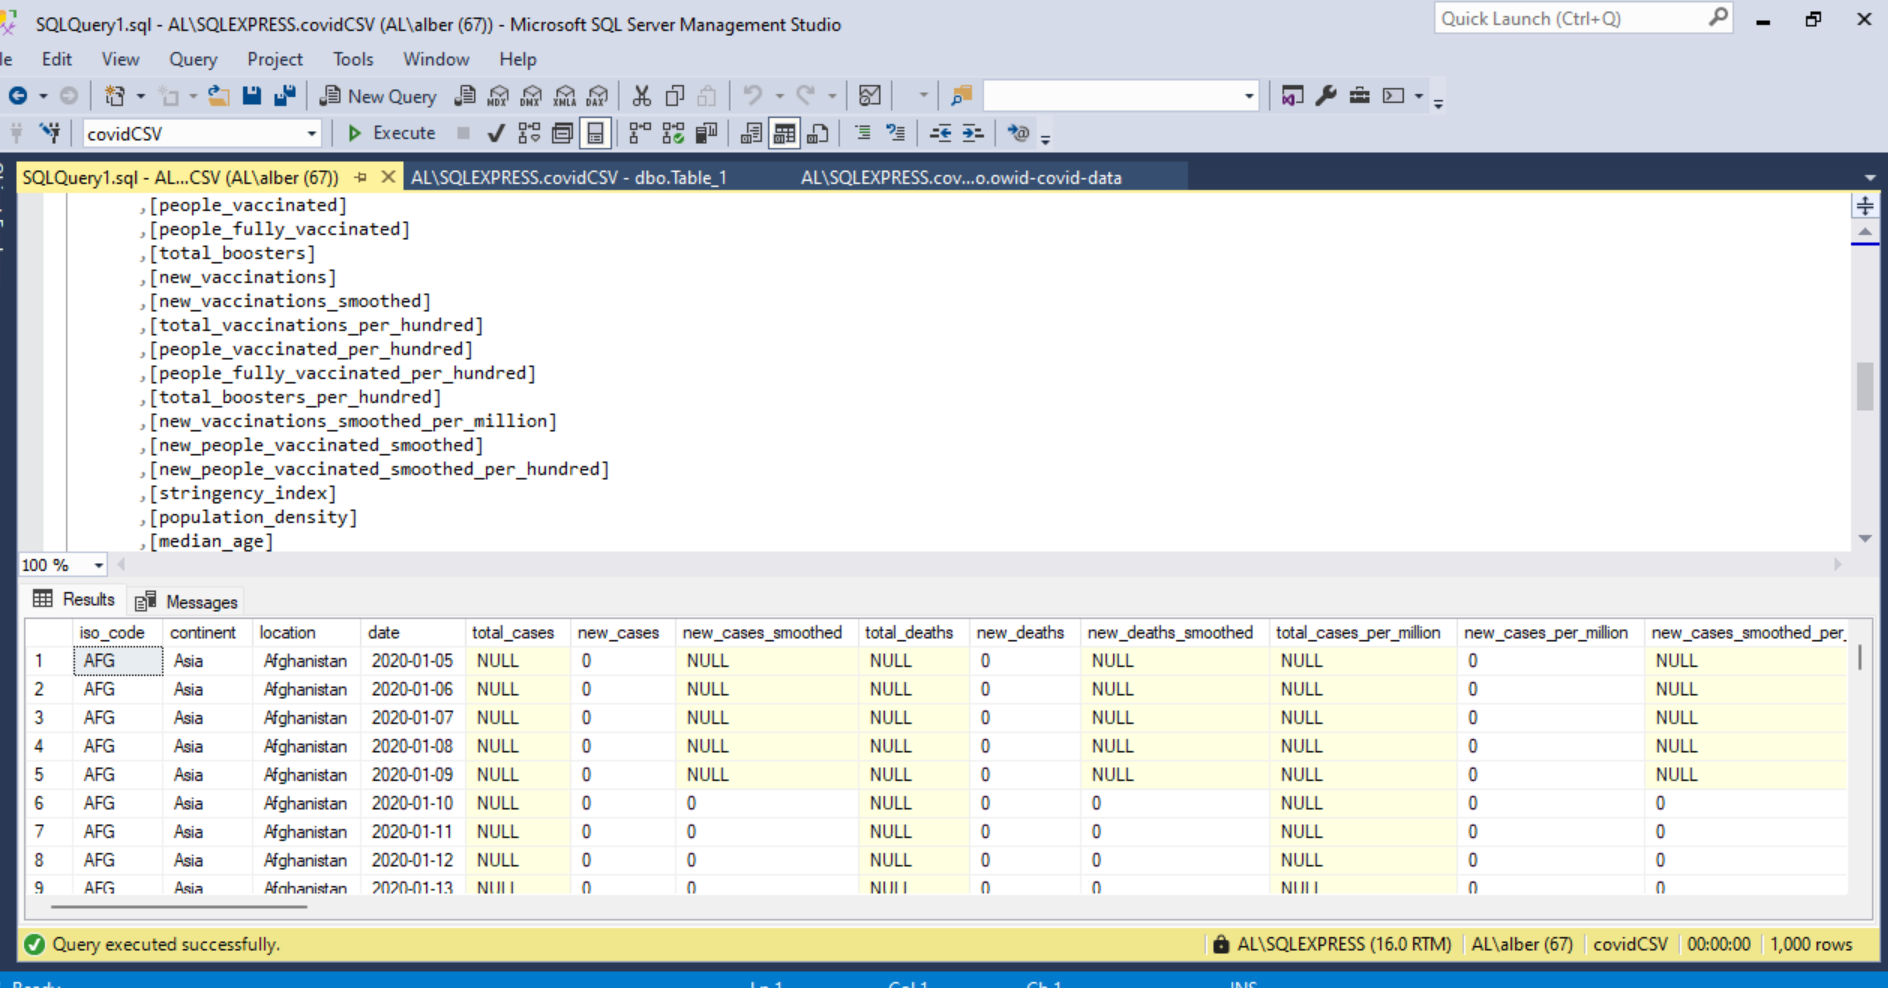 SQLQuery1.sql - AL\SQLEXPRESS.covidCSV (AL\alber (67)) - Microsoft SQL Server Management Studio
Quick Launch (Ctrl+Q)
Edit View Query Project Tools Window Help
New Query MDX DMX XMLA DAX
covidCSV Execute
SQLQuery1.sql - AL...CSV (AL\alber (67)) AL\SQLEXPRESS.covidCSV - dbo.Table_1 AL\SQLEXPRESS.cov...o.owid-covid-data
,[people_vaccinated]
,[people_fully_vaccinated]
,[total_boosters]
,[new_vaccinations]
,[new_vaccinations_smoothed]
,[total_vaccinations_per_hundred]
,[people_vaccinated_per_hundred]
,[people_fully_vaccinated_per_hundred]
,[total_boosters_per_hundred]
,[new_vaccinations_smoothed_per_million]
,[new_people_vaccinated_smoothed]
,[new_people_vaccinated_smoothed_per_hundred]
,[stringency_index]
,[population_density]
,[median_age]
100 %
Results Messages
iso_code continent location date total_cases new_cases new_cases_smoothed total_deaths new_deaths new_deaths_smoothed total_cases_per_million new_cases_per_million new_cases_smoothed_per_
1 AFG Asia Afghanistan 2020-01-05 NULL 0 NULL NULL 0 NULL NULL 0 NULL
2 AFG Asia Afghanistan 2020-01-06 NULL 0 NULL NULL 0 NULL NULL 0 NULL
3 AFG Asia Afghanistan 2020-01-07 NULL 0 NULL NULL 0 NULL NULL 0 NULL
4 AFG Asia Afghanistan 2020-01-08 NULL 0 NULL NULL 0 NULL NULL 0 NULL
5 AFG Asia Afghanistan 2020-01-09 NULL 0 NULL NULL 0 NULL NULL 0 NULL
6 AFG Asia Afghanistan 2020-01-10 NULL 0 0 NULL 0 0 NULL 0 0
7 AFG Asia Afghanistan 2020-01-11 NULL 0 0 NULL 0 0 NULL 0 0
8 AFG Asia Afghanistan 2020-01-12 NULL 0 0 NULL 0 0 NULL 0 0
9 AFG Asia Afghanistan 2020-01-13 NULL 0 0 NULL 0 0 NULL 0 0
Query executed successfully. AL\SQLEXPRESS (16.0 RTM) AL\alber (67) covidCSV 00:00:00 1,000 rows
Ready Ln 1 Col 1 Ch 1 INS